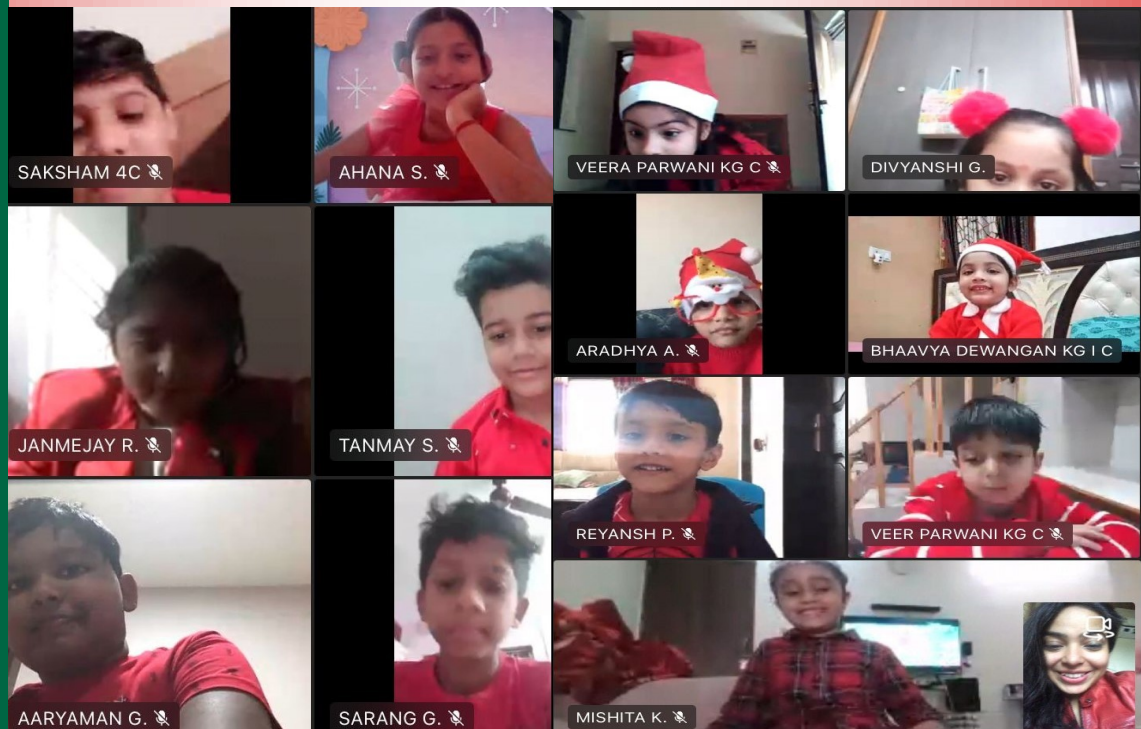 SAKSHAM 4C
AHANA S.
VEERA PARWANI KG C
DIVYANSHI G.
JANMEJAY R.
TANMAY S.
ARADHYA A.
BHAAVYA DEWANGAN KG I C
REYANSH P.
VEER PARWANI KG C
AARYAMAN G.
SARANG G.
MISHITA K.